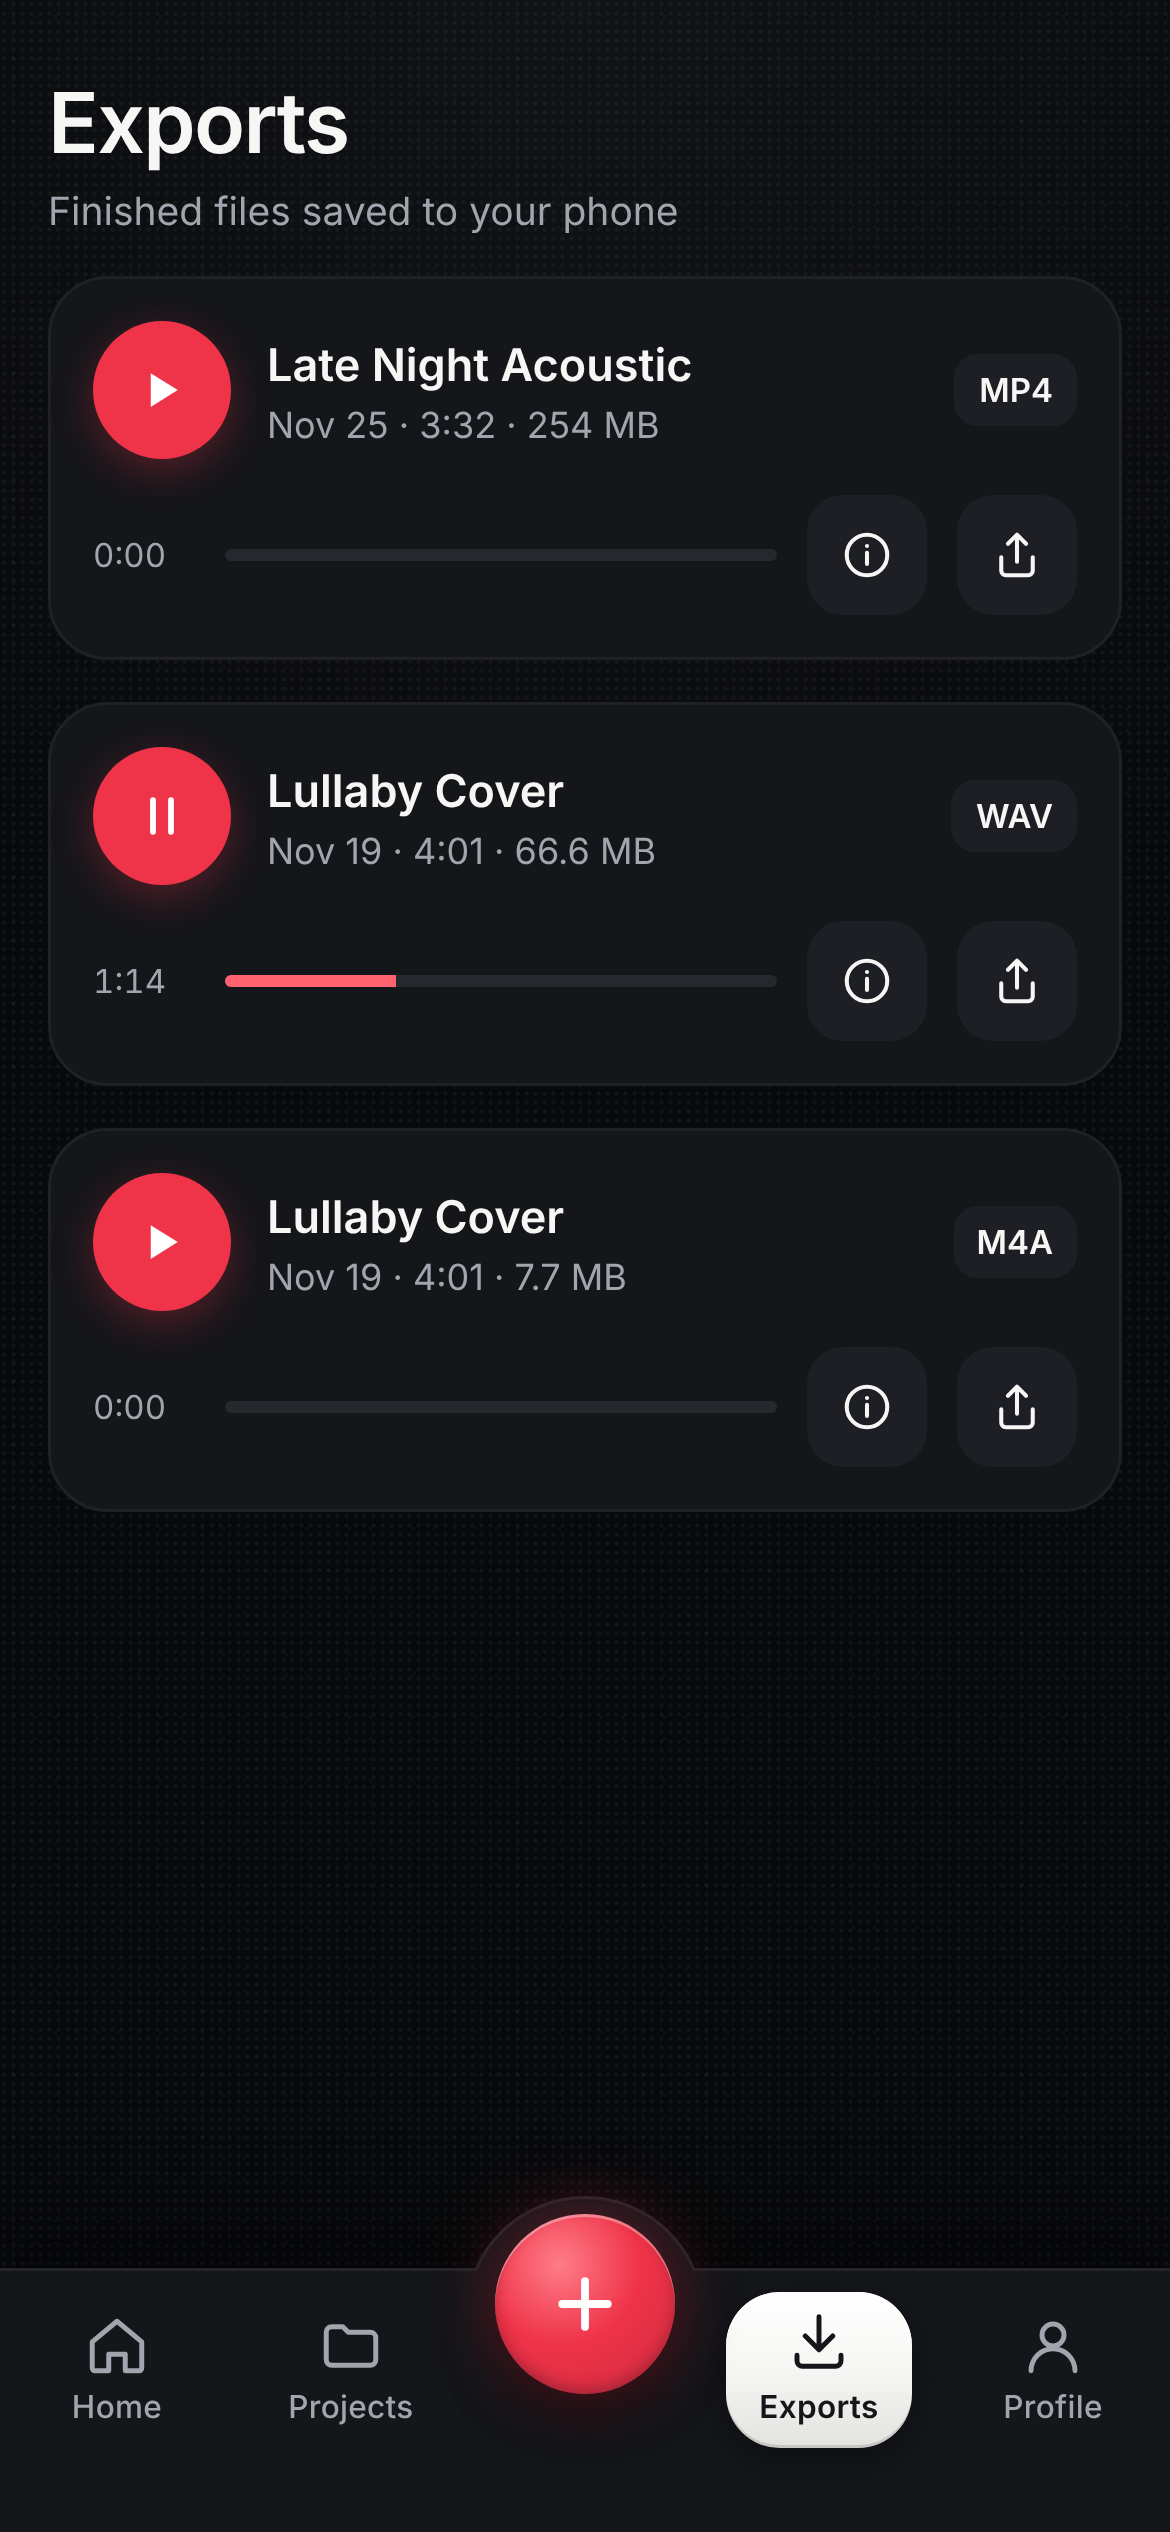 Exports
Finished files saved to your phone
Late Night Acoustic
Nov 25 · 3:32 · 254 MB
MP4
0:00
Lullaby Cover
Nov 19 · 4:01 · 66.6 MB
WAV
1:14
Lullaby Cover
Nov 19 · 4:01 · 7.7 MB
M4A
0:00
Home
Projects
Exports
Profile